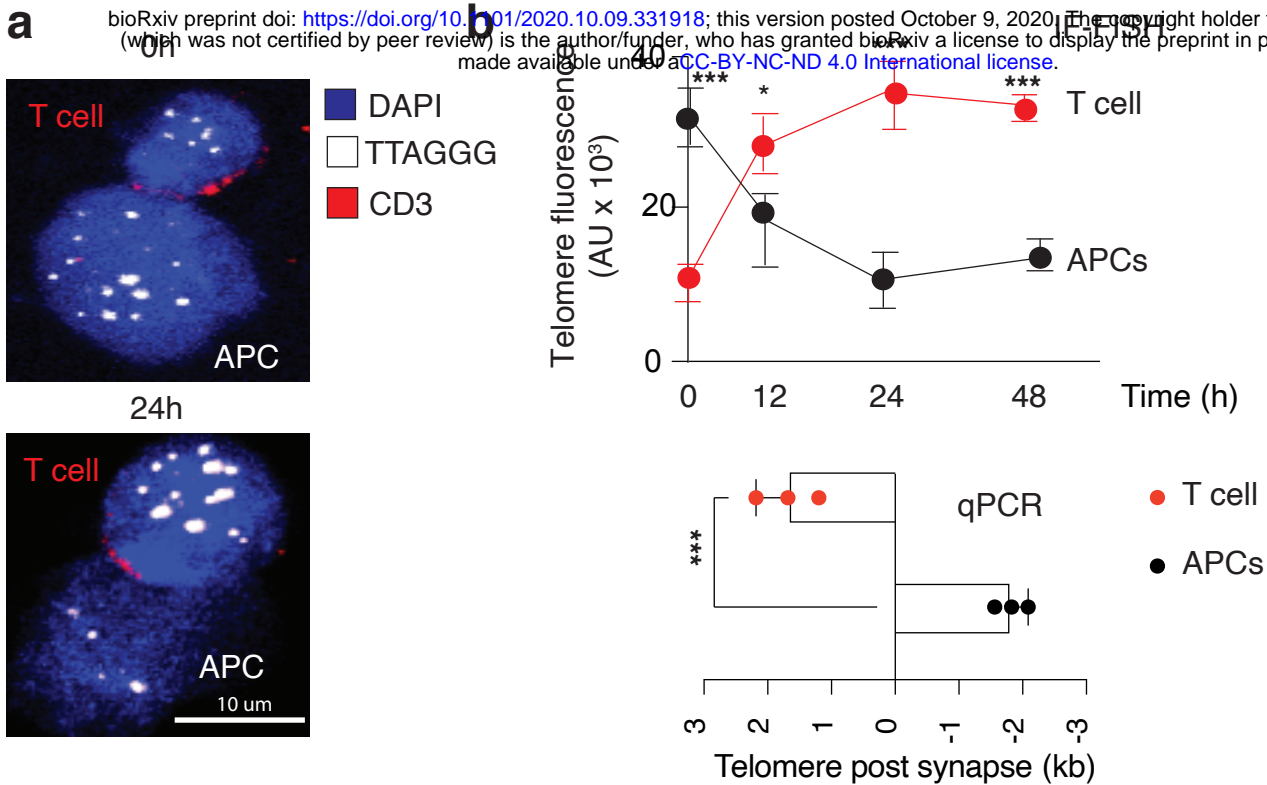 bioRxiv preprint doi: https://doi.org/10.1101/2020.10.09.331918; this version posted October 9, 2020. The copyright holder
(which was not certified by peer review) is the author/funder, who has granted bioRxiv a license to display the preprint in
made available under aCC-BY-NC-ND 4.0 International license.
a
0h
T cell
APC
DAPI
TTAGGG
CD3
24h
T cell
APC
10 um
b
IF-FISH
Telomere fluorescence
(AU x 10³)
40
20
0
***
*
***
***
T cell
APCs
0 12 24 48 Time (h)
qPCR
***
T cell
APCs
3 2 1 0 -1 -2 -3
Telomere post synapse (kb)